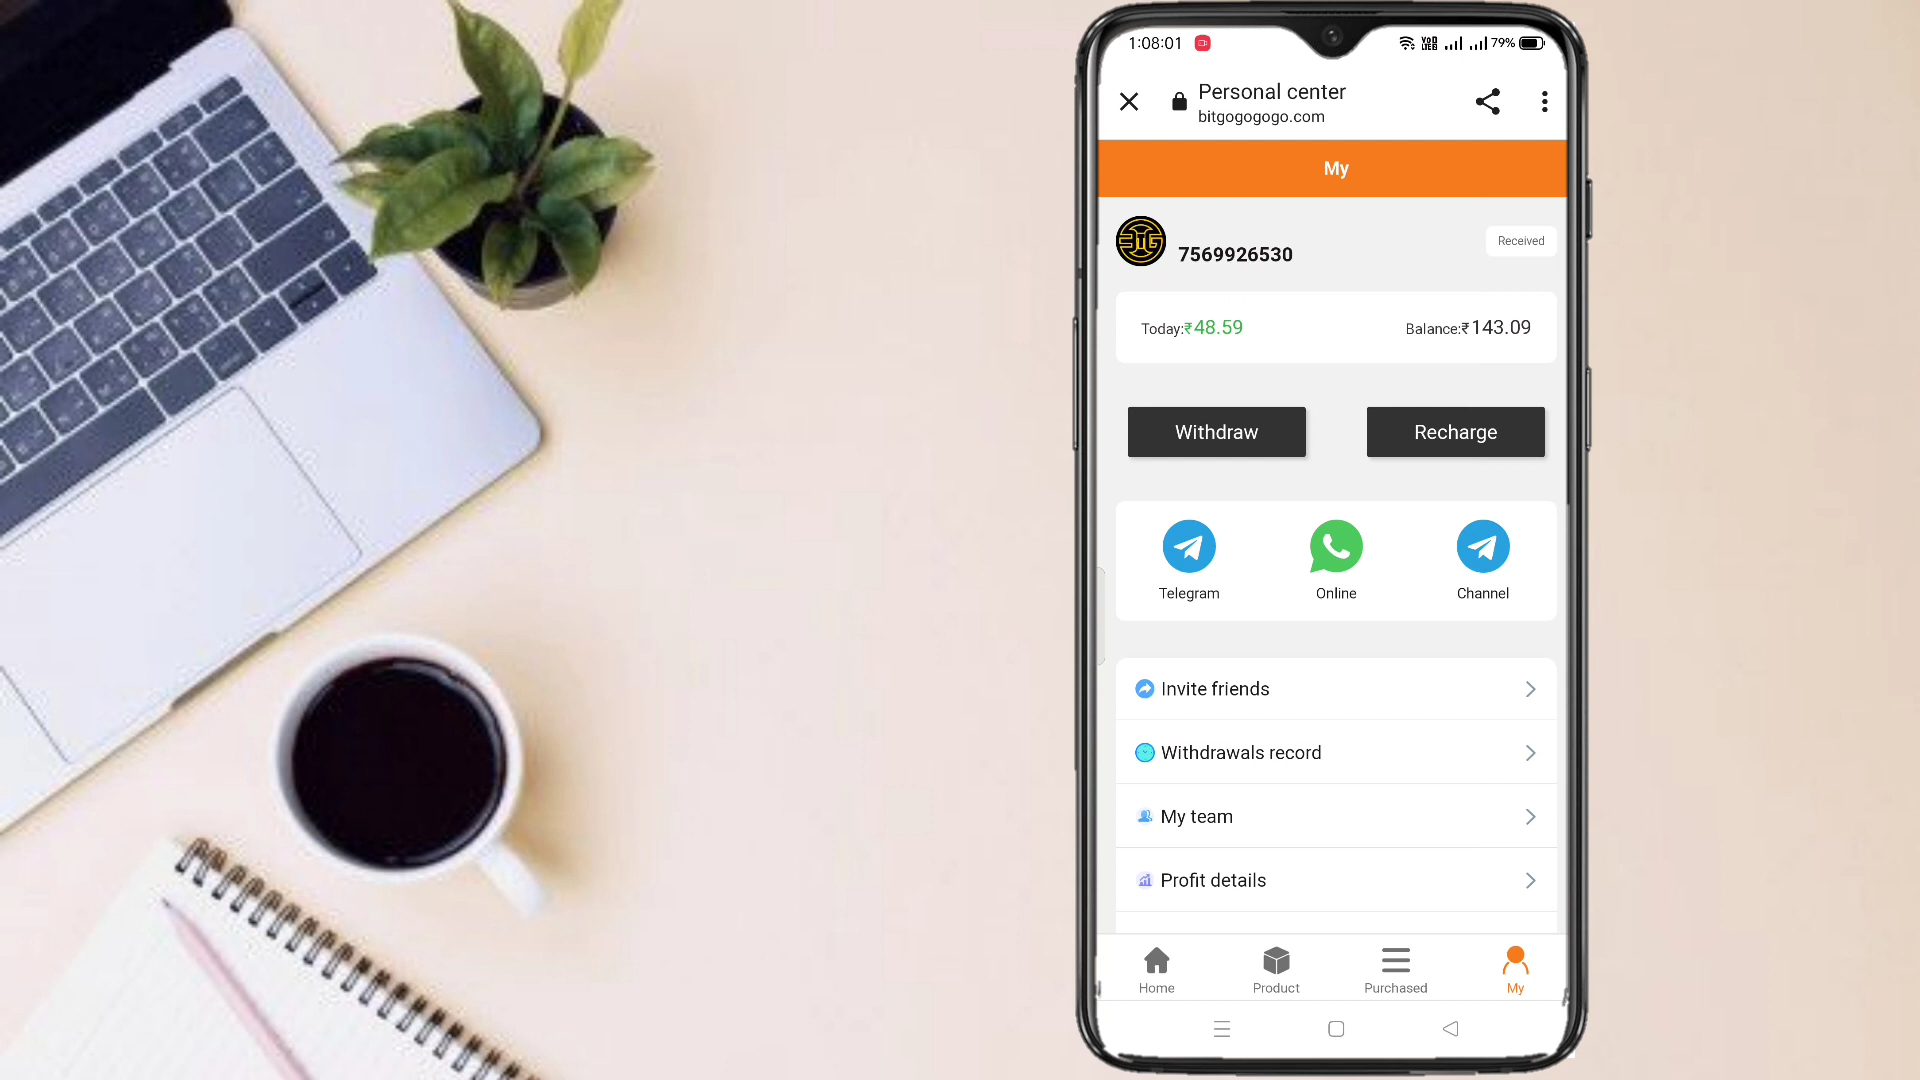 1:08:01
79%
Personal center
bitgogogogo.com
My
7569926530
Received
Today:₹48.59
Balance:₹143.09
Withdraw
Recharge
Telegram
Online
Channel
Invite friends
Withdrawals record
My team
Profit details
Home
Product
Purchased
My